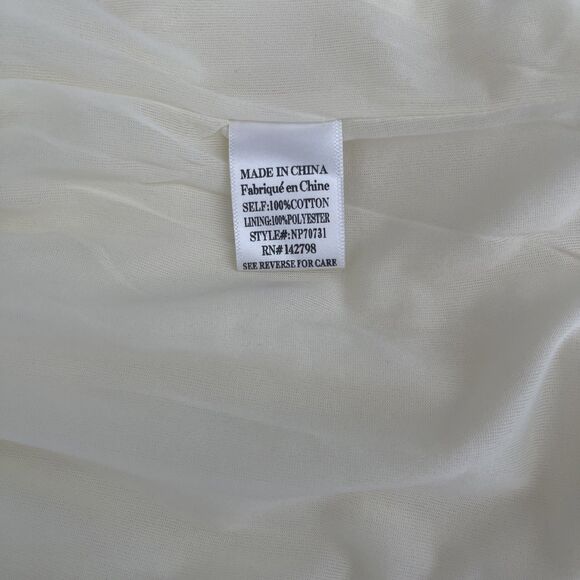 MADE IN CHINA
Fabriqué en Chine
SELF:100%COTTON
LINING:100%POLYESTER
STYLE#:NP70731
RN#142798
SEE REVERSE FOR CARE